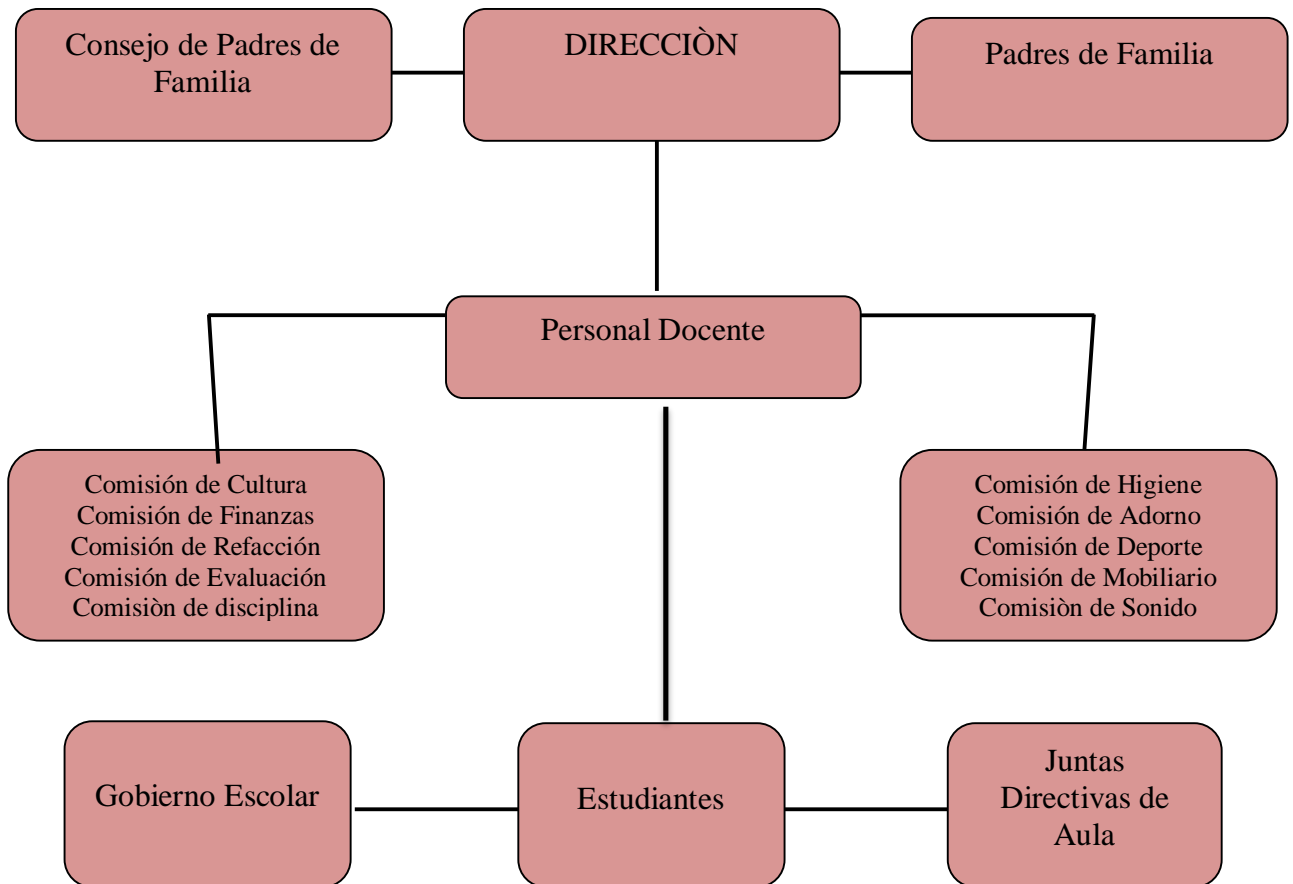 Consejo de Padres de
Familia
DIRECCIÒN
Padres de Familia
Personal Docente
Comisión de Cultura
Comisión de Finanzas
Comisión de Refacción
Comisión de Evaluación
Comisiòn de disciplina
Comisión de Higiene
Comisión de Adorno
Comisión de Deporte
Comisión de Mobiliario
Comisiòn de Sonido
Gobierno Escolar
Estudiantes
Juntas
Directivas de
Aula